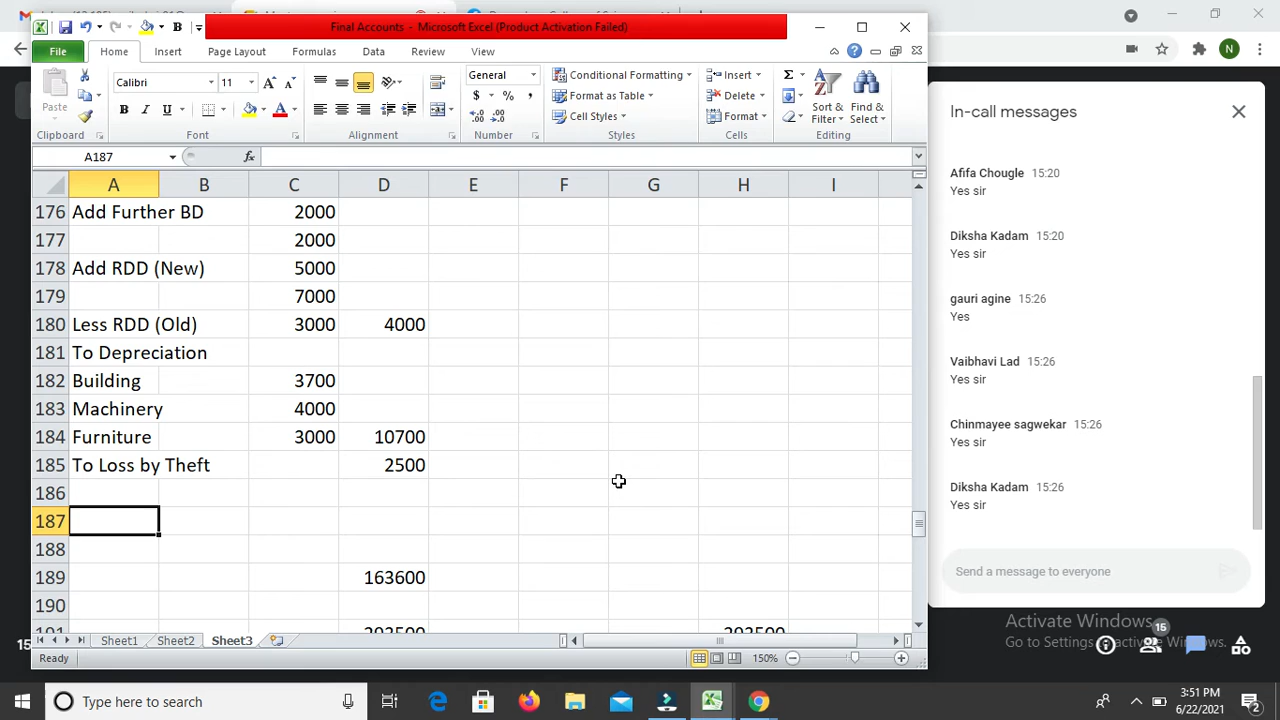 Final Accounts - Microsoft Excel (Product Activation Failed)
File Home Insert Page Layout Formulas Data Review View
Paste
Calibri 11
B I U
General
$ % ,
Conditional Formatting
Format as Table
Cell Styles
Insert
Delete
Format
Sort & Filter
Find & Select
Clipboard Font Alignment Number Styles Cells Editing
A187 fx
A B C D E F G H I
176 Add Further BD 2000
177 2000
178 Add RDD (New) 5000
179 7000
180 Less RDD (Old) 3000 4000
181 To Depreciation
182 Building 3700
183 Machinery 4000
184 Furniture 3000 10700
185 To Loss by Theft 2500
186
187
188
189 163600
190
191 293500 293500
Sheet1 Sheet2 Sheet3
Ready 150%
In-call messages
Afifa Chougle 15:20
Yes sir
Diksha Kadam 15:20
Yes sir
gauri agine 15:26
Yes
Vaibhavi Lad 15:26
Yes sir
Chinmayee sagwekar 15:26
Yes sir
Diksha Kadam 15:26
Yes sir
Send a message to everyone
Activate Windows
Go to Settings to activate Windows.
15
N
Type here to search
3:51 PM
6/22/2021
2